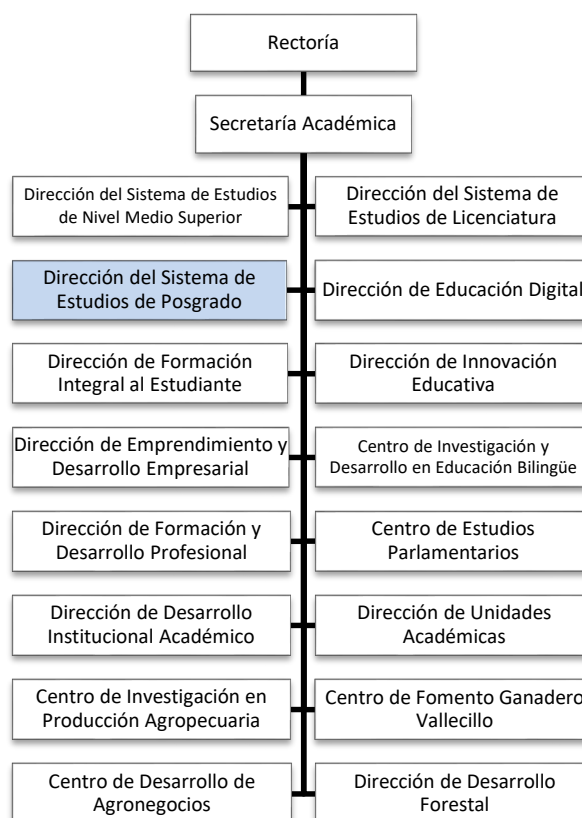 Rectoría
Secretaría Académica
Dirección del Sistema de Estudios
de Nivel Medio Superior
Dirección del Sistema de
Estudios de Licenciatura
Dirección del Sistema de
Estudios de Posgrado
Dirección de Educación Digital
Dirección de Formación
Integral al Estudiante
Dirección de Innovación
Educativa
Dirección de Emprendimiento y
Desarrollo Empresarial
Centro de Investigación y
Desarrollo en Educación Bilingüe
Dirección de Formación y
Desarrollo Profesional
Centro de Estudios
Parlamentarios
Dirección de Desarrollo
Institucional Académico
Dirección de Unidades
Académicas
Centro de Investigación en
Producción Agropecuaria
Centro de Fomento Ganadero
Vallecillo
Centro de Desarrollo de
Agronegocios
Dirección de Desarrollo
Forestal